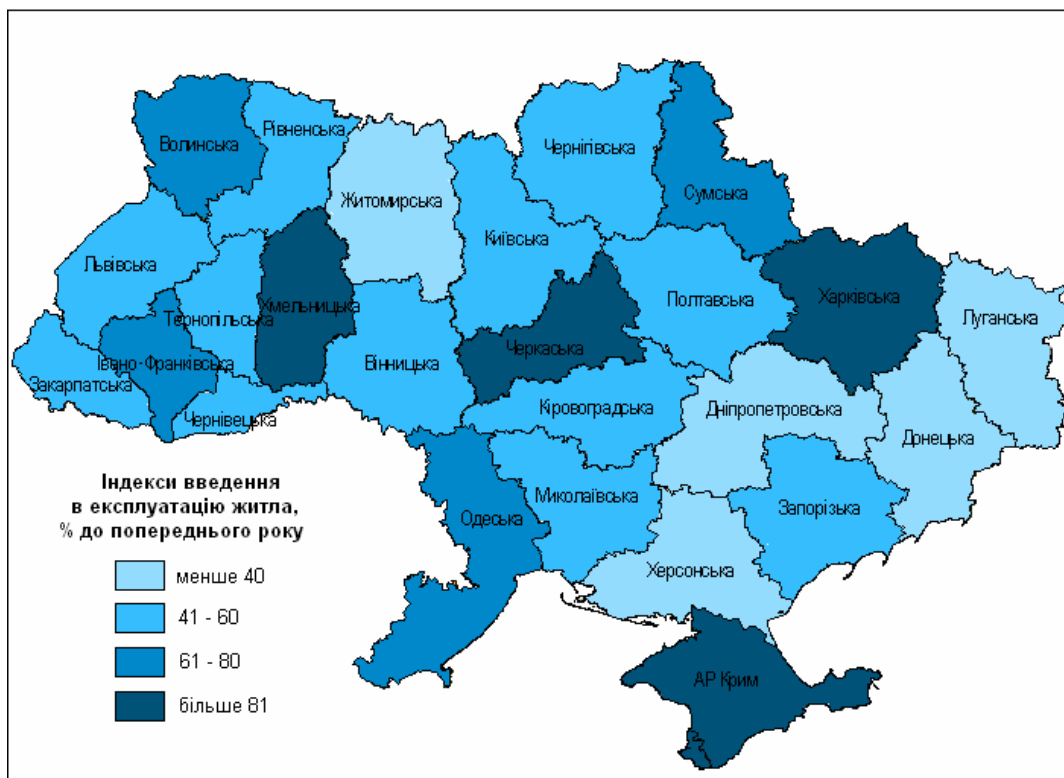 Волинська
Рівненська
Житомирська
Чернігівська
Сумська
Київська
Львівська
Тернопільська
Хмельницька
Полтавська
Харківська
Луганська
Івано-Франківська
Закарпатська
Чернівецька
Вінницька
Черкаська
Кіровоградська
Дніпропетровська
Донецька
Одеська
Миколаївська
Запорізька
Херсонська
АР Крим
Індекси введення
в експлуатацію житла,
% до попереднього року
менше 40
41 - 60
61 - 80
більше 81